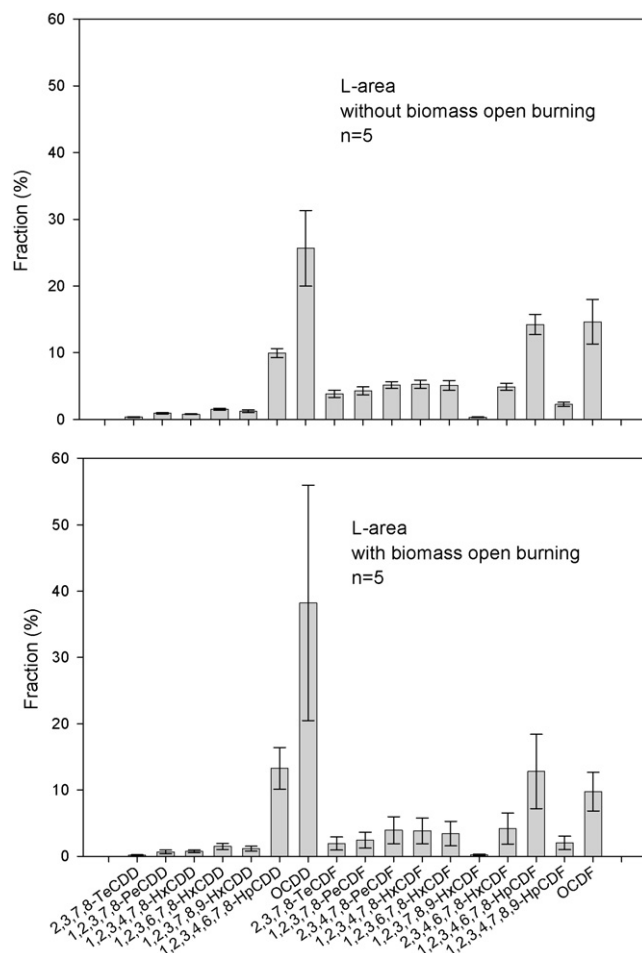 60
50
40
30
20
10
0
Fraction (%)
L-area
without biomass open burning
n=5
60
50
40
30
20
10
0
Fraction (%)
L-area
with biomass open burning
n=5
2,3,7,8-TeCDD
1,2,3,7,8-PeCDD
1,2,3,4,7,8-HxCDD
1,2,3,6,7,8-HxCDD
1,2,3,7,8,9-HxCDD
1,2,3,4,6,7,8-HpCDD
OCDD
2,3,7,8-TeCDF
1,2,3,7,8-PeCDF
2,3,4,7,8-PeCDF
1,2,3,4,7,8-HxCDF
1,2,3,6,7,8-HxCDF
1,2,3,7,8,9-HxCDF
2,3,4,6,7,8-HxCDF
1,2,3,4,6,7,8-HpCDF
1,2,3,4,7,8,9-HpCDF
OCDF